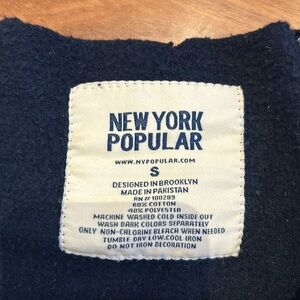 NEW YORK
POPULAR
WWW.NYPOPULAR.COM
S
DESIGNED IN BROOKLYN
MADE IN PAKISTAN
RN# 100289
60% COTTON
40% POLYESTER
MACHINE WASHED COLD INSIDE OUT
WASH DARK COLORS SEPARATELY
ONLY NON-CHLORINE BLEACH WHEN NEEDED
TUMBLE DRY LOW.COOL IRON
DO NOT IRON DECORATION